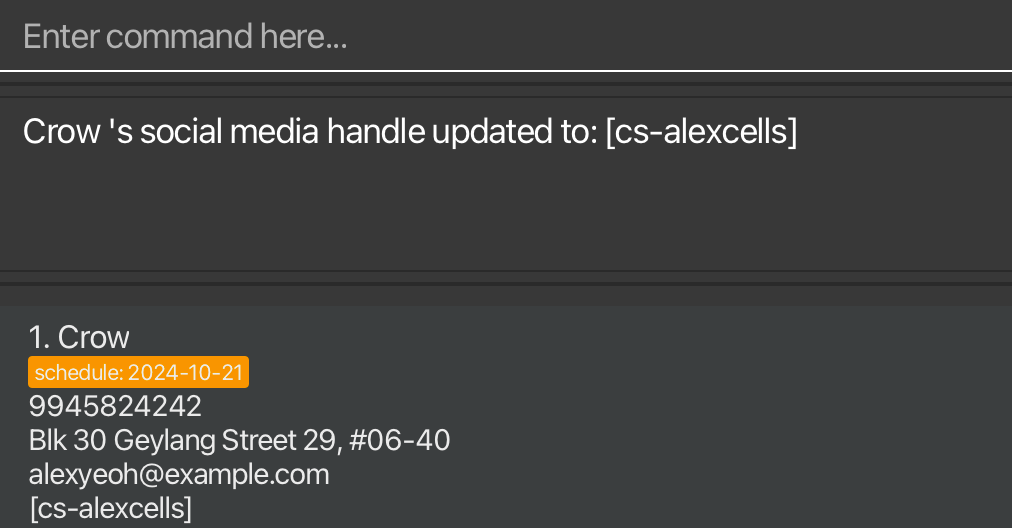 Enter command here...
Crow 's social media handle updated to: [cs-alexcells]
1. Crow
schedule: 2024-10-21
9945824242
Blk 30 Geylang Street 29, #06-40
alexyeoh@example.com
[cs-alexcells]